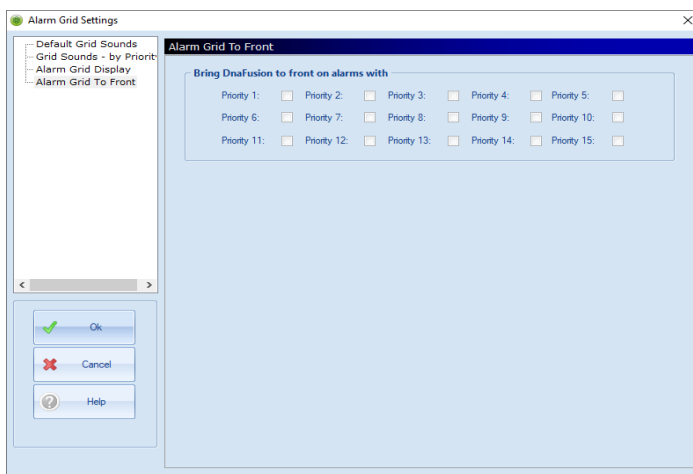 Alarm Grid Settings
Default Grid Sounds
Grid Sounds - by Priorit
Alarm Grid Display
Alarm Grid To Front
Ok
Cancel
Help
Alarm Grid To Front
Bring DnaFusion to front on alarms with
Priority 1: Priority 2: Priority 3: Priority 4: Priority 5:
Priority 6: Priority 7: Priority 8: Priority 9: Priority 10:
Priority 11: Priority 12: Priority 13: Priority 14: Priority 15: